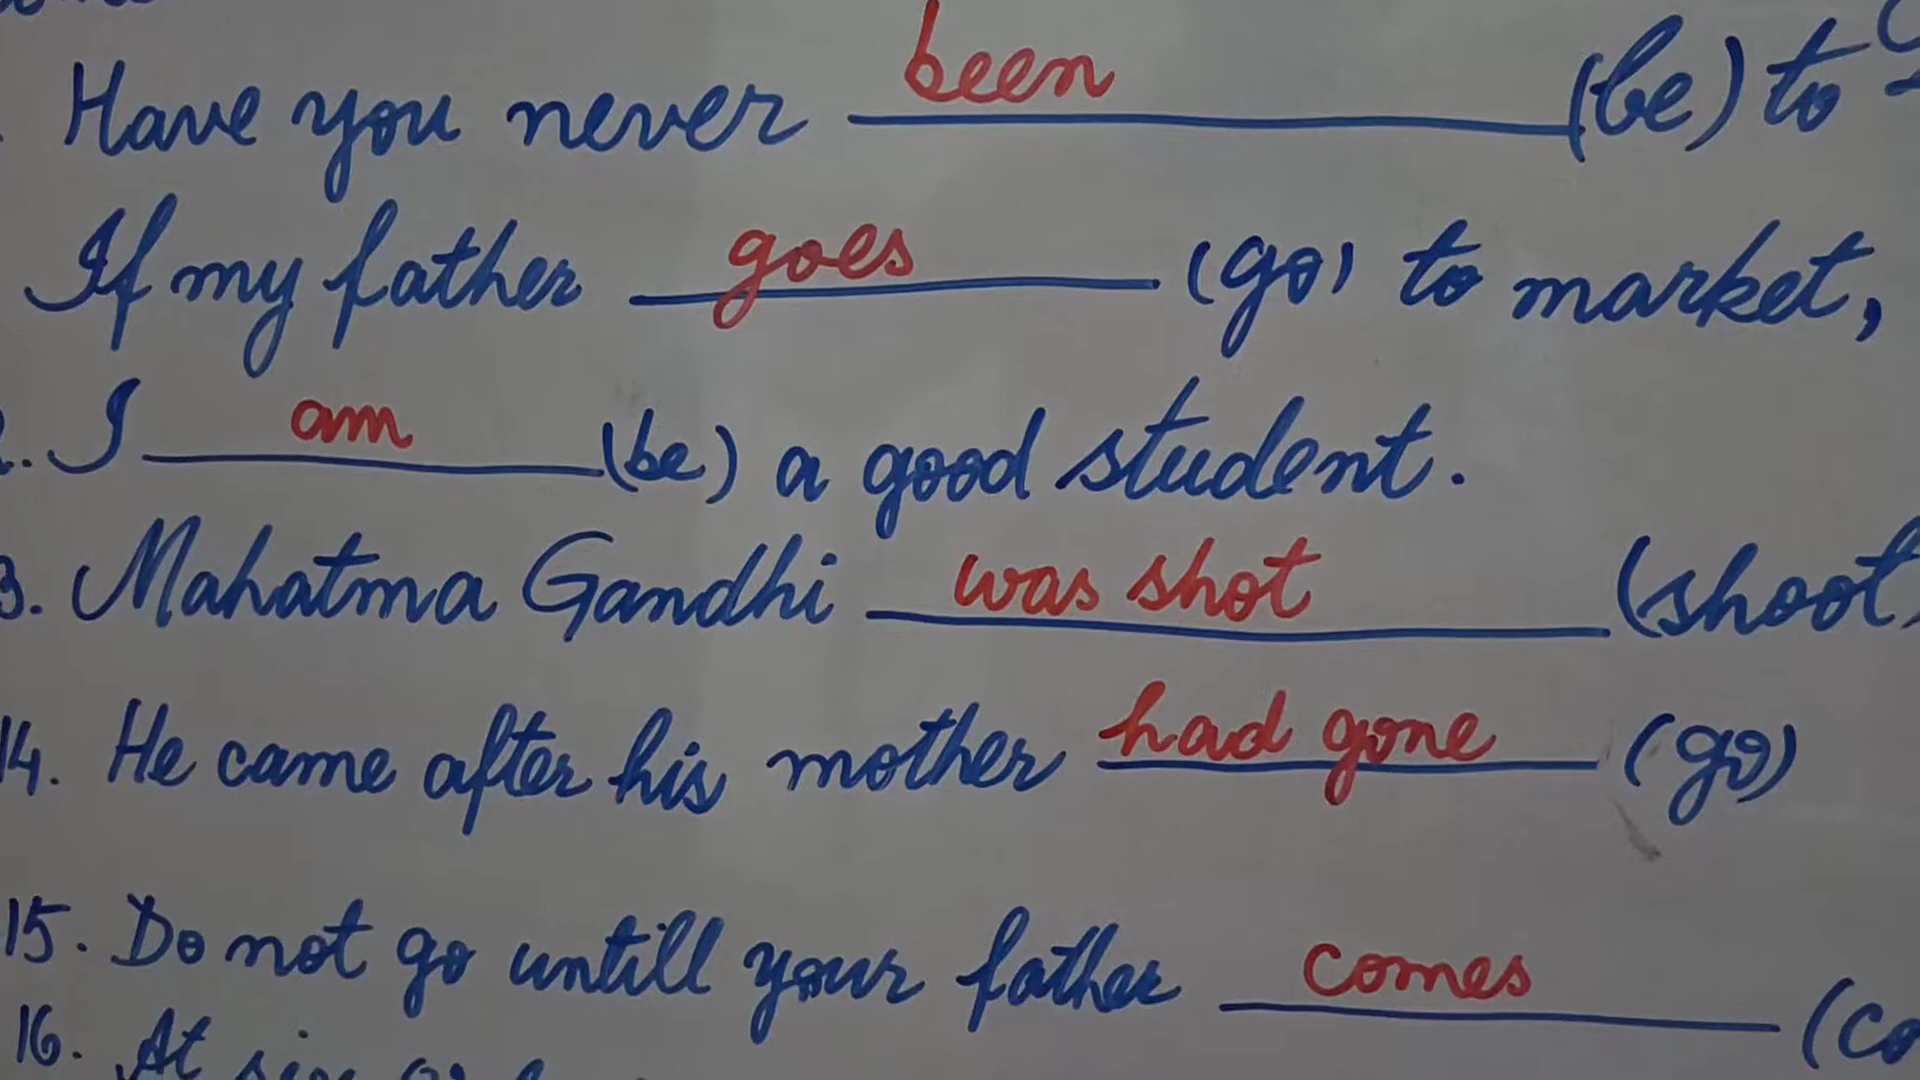 Have you never been (be) to
If my father goes (go) to market,
. I am (be) a good student.
3. Mahatma Gandhi was shot (shoot)
14. He came after his mother had gone (go)
15. Do not go untill your father comes (co
16. At six